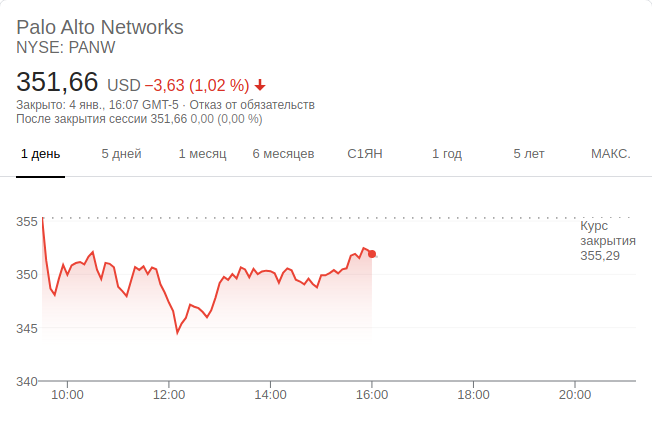 Palo Alto Networks
NYSE: PANW
351,66 USD −3,63 (1,02 %)
Закрыто: 4 янв., 16:07 GMT-5 · Отказ от обязательств
После закрытия сессии 351,66 0,00 (0,00 %)
1 день 5 дней 1 месяц 6 месяцев С1ЯН 1 год 5 лет МАКС.
355
Курс
закрытия
355,29
350
345
340
10:00 12:00 14:00 16:00 18:00 20:00